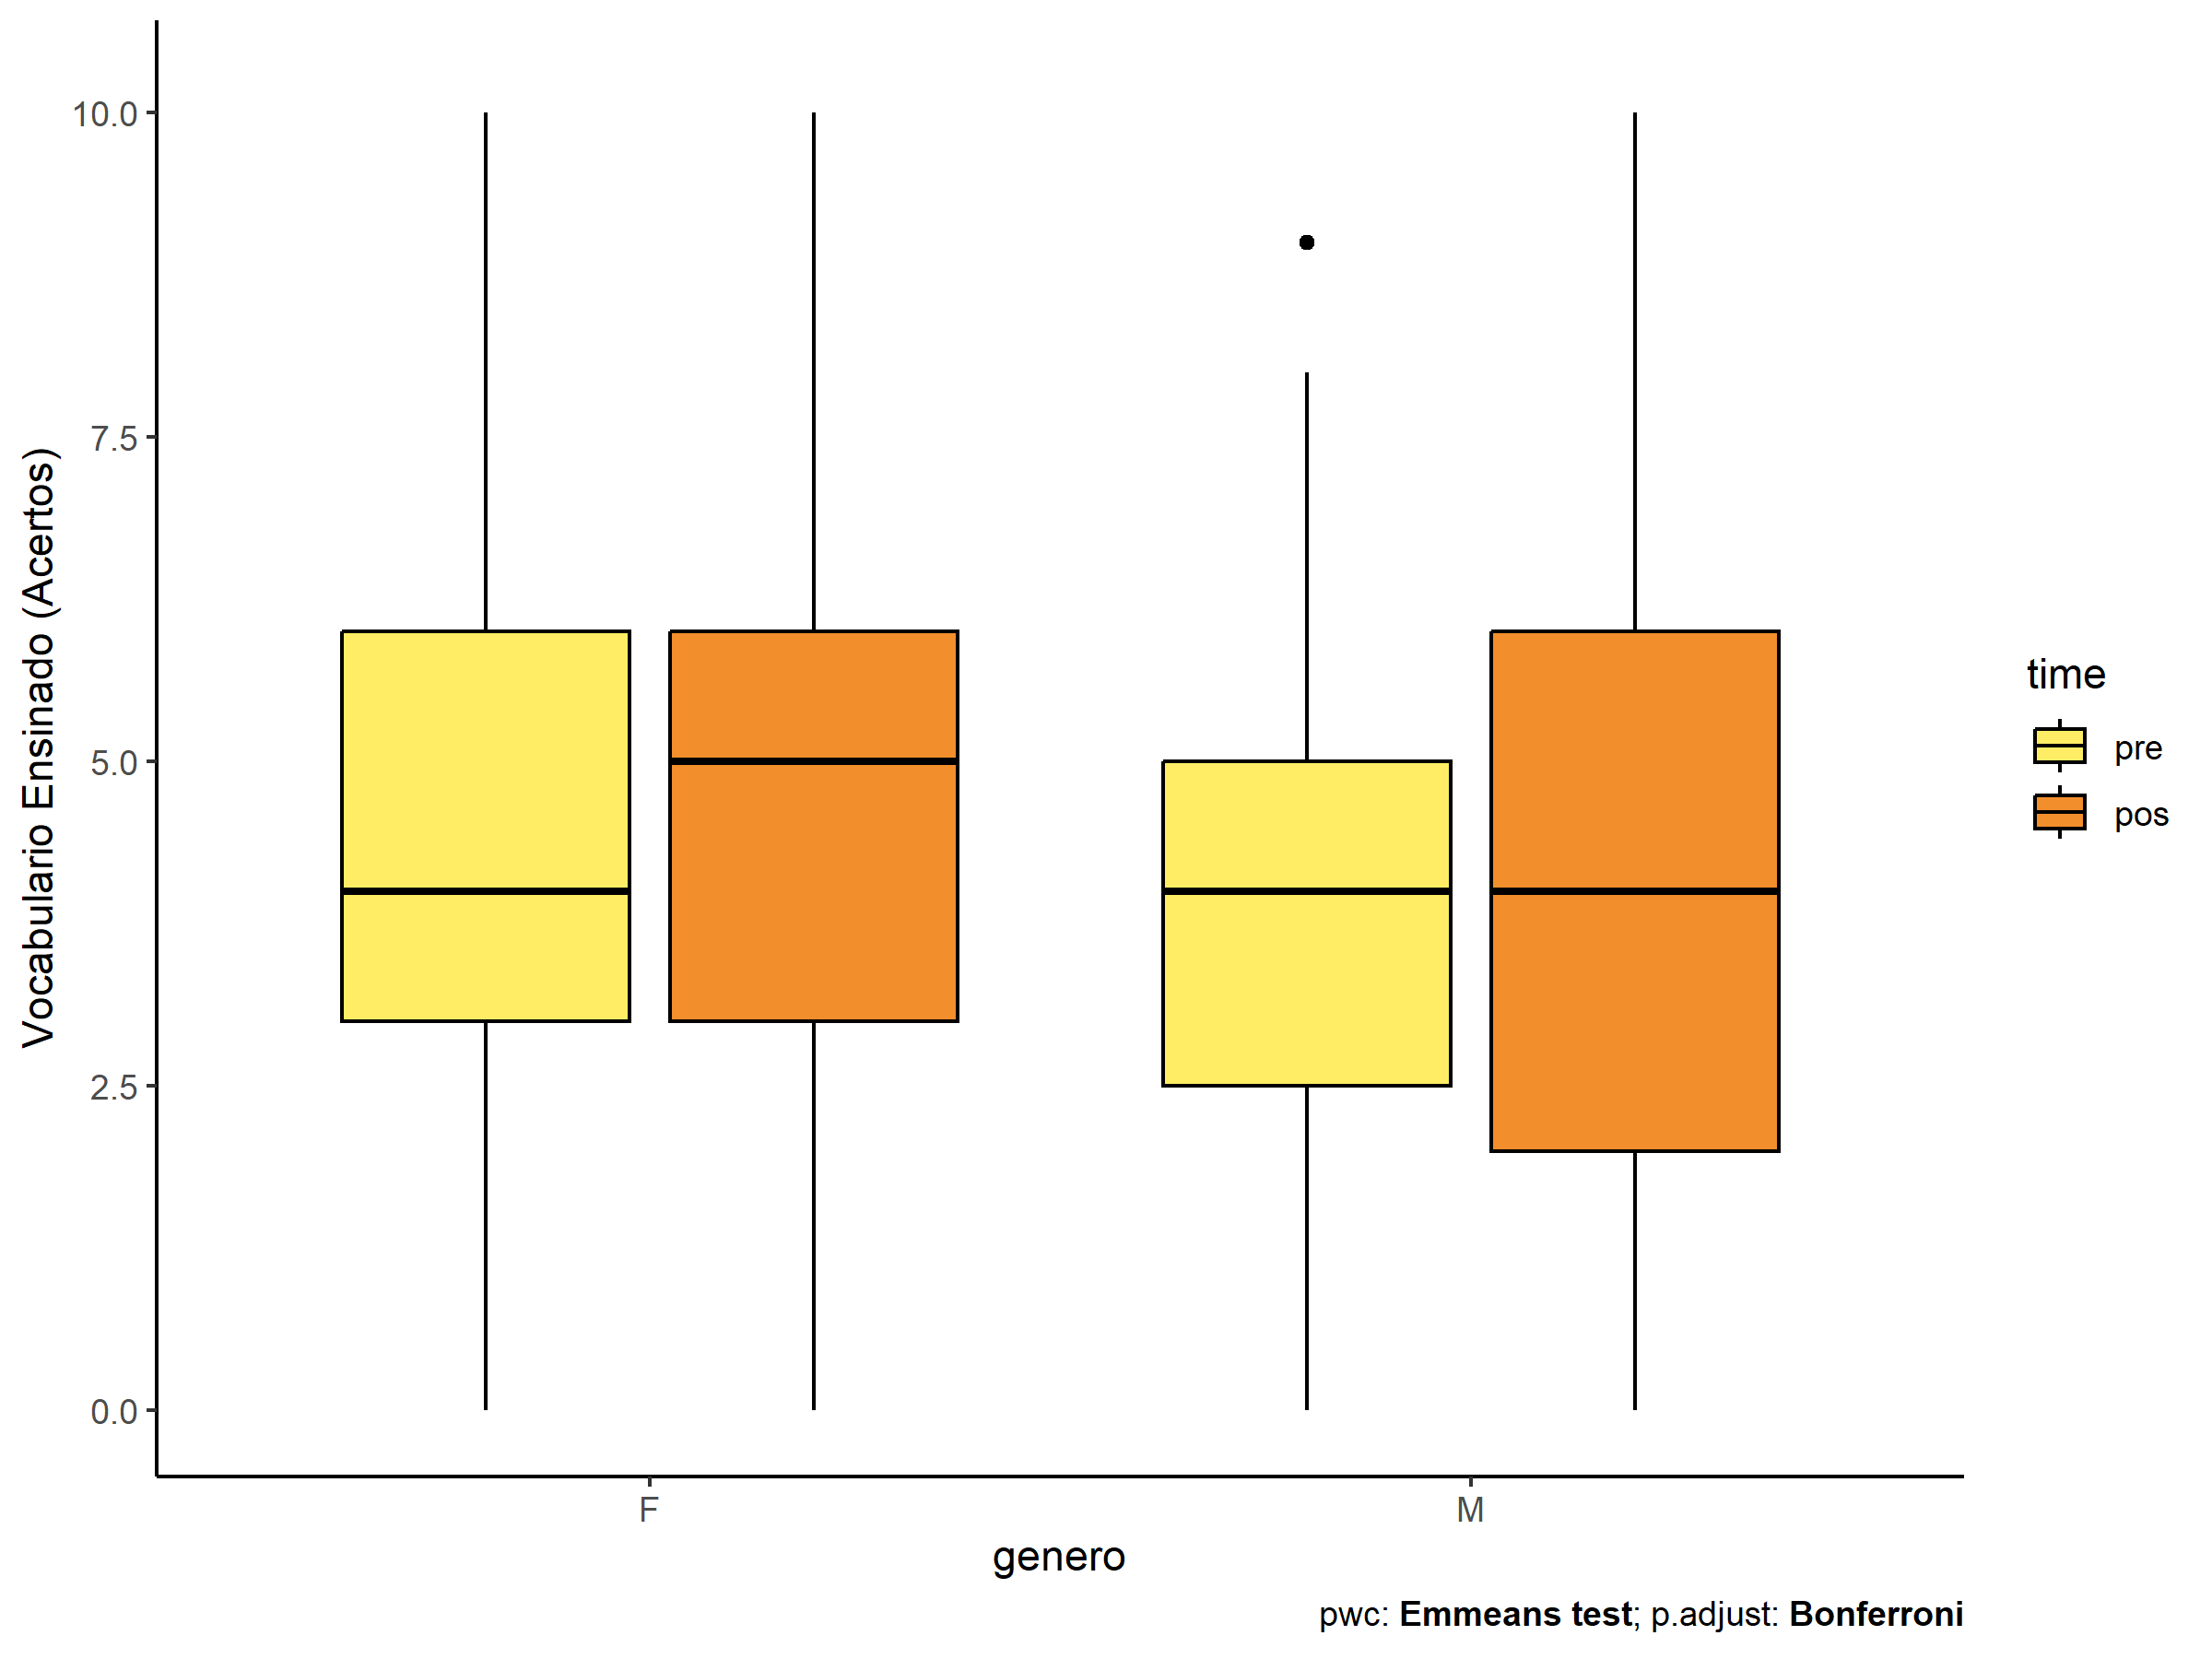 Vocabulario Ensinado (Acertos)
10.0
7.5
5.0
2.5
0.0
F
M
genero
time
pre
pos
pwc: Emmeans test; p.adjust: Bonferroni